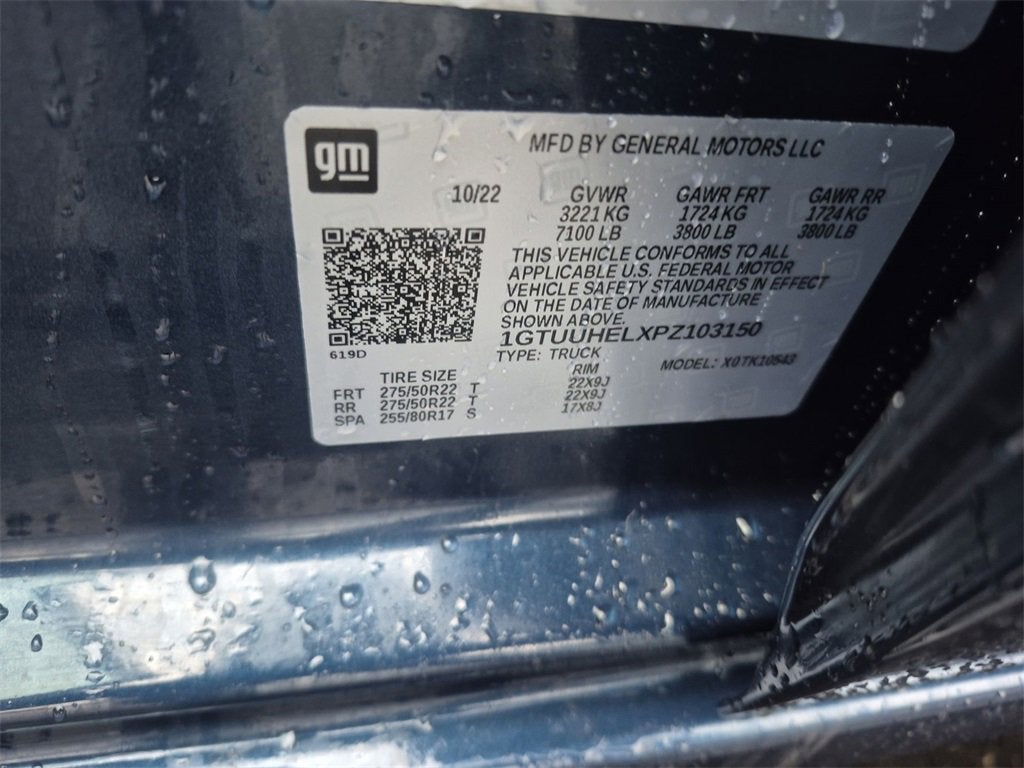 gm
MFD BY GENERAL MOTORS LLC
10/22 GVWR GAWR FRT GAWR RR
3221 KG 1724 KG 1724 KG
7100 LB 3800 LB 3800 LB
THIS VEHICLE CONFORMS TO ALL
APPLICABLE U.S. FEDERAL MOTOR
VEHICLE SAFETY STANDARDS IN EFFECT
ON THE DATE OF MANUFACTURE
SHOWN ABOVE.
1GTUUHELXPZ103150
619D
TYPE: TRUCK MODEL: X0TK10543
TIRE SIZE RIM
FRT 275/50R22 T 22X9J
RR 275/50R22 T 22X9J
SPA 255/80R17 S 17X8J